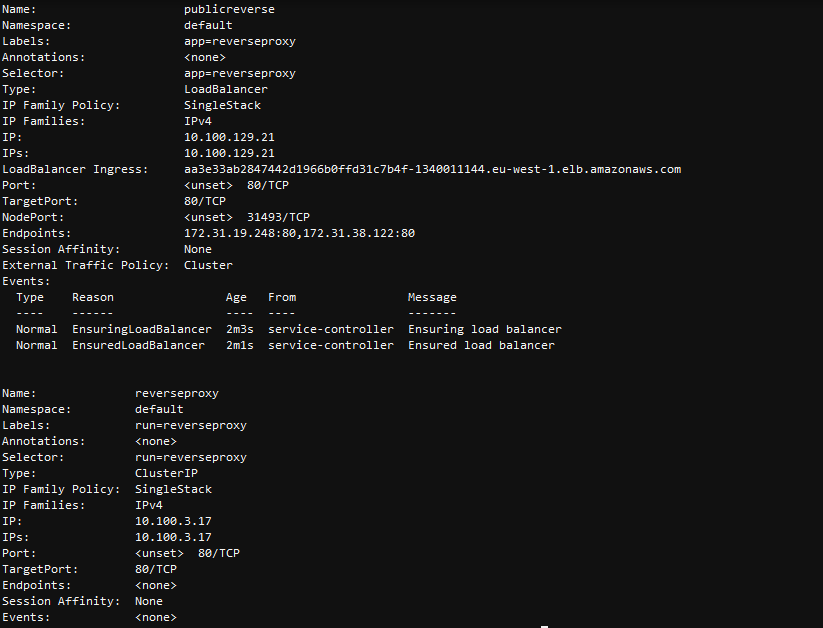 Name:                     publicreverse
Namespace:                default
Labels:                   app=reverseproxy
Annotations:              <none>
Selector:                 app=reverseproxy
Type:                     LoadBalancer
IP Family Policy:         SingleStack
IP Families:              IPv4
IP:                       10.100.129.21
IPs:                      10.100.129.21
LoadBalancer Ingress:     aa3e33ab2847442d1966b0ffd31c7b4f-1340011144.eu-west-1.elb.amazonaws.com
Port:                     <unset>  80/TCP
TargetPort:               80/TCP
NodePort:                 <unset>  31493/TCP
Endpoints:                172.31.19.248:80,172.31.38.122:80
Session Affinity:         None
External Traffic Policy:  Cluster
Events:
  Type    Reason                Age   From                Message
  ----    ------                ----  ----                -------
  Normal  EnsuringLoadBalancer  2m3s  service-controller  Ensuring load balancer
  Normal  EnsuredLoadBalancer   2m1s  service-controller  Ensured load balancer
Name:              reverseproxy
Namespace:         default
Labels:            run=reverseproxy
Annotations:       <none>
Selector:          run=reverseproxy
Type:              ClusterIP
IP Family Policy:  SingleStack
IP Families:       IPv4
IP:                10.100.3.17
IPs:               10.100.3.17
Port:              <unset>  80/TCP
TargetPort:        80/TCP
Endpoints:         <none>
Session Affinity:  None
Events:            <none>